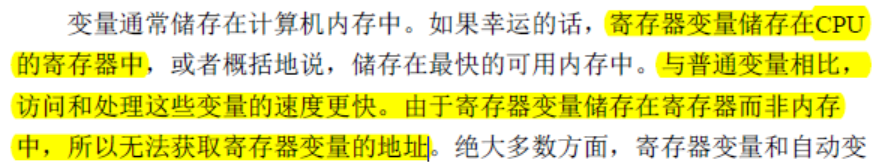 变量通常储存在计算机内存中。如果幸运的话，寄存器变量储存在CPU
的寄存器中，或者概括地说，储存在最快的可用内存中。与普通变量相比，
访问和处理这些变量的速度更快。由于寄存器变量储存在寄存器而非内存
中，所以无法获取寄存器变量的地址。绝大多数方面，寄存器变量和自动变